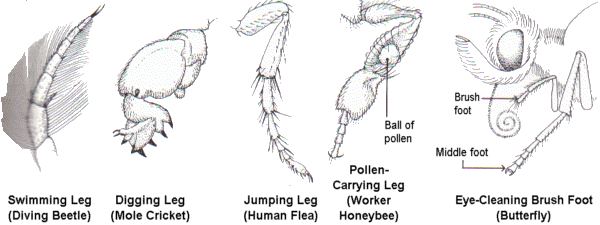 Ball of
pollen
Brush
foot
Middle foot
Swimming Leg
(Diving Beetle)
Digging Leg
(Mole Cricket)
Jumping Leg
(Human Flea)
Pollen-
Carrying Leg
(Worker
Honeybee)
Eye-Cleaning Brush Foot
(Butterfly)